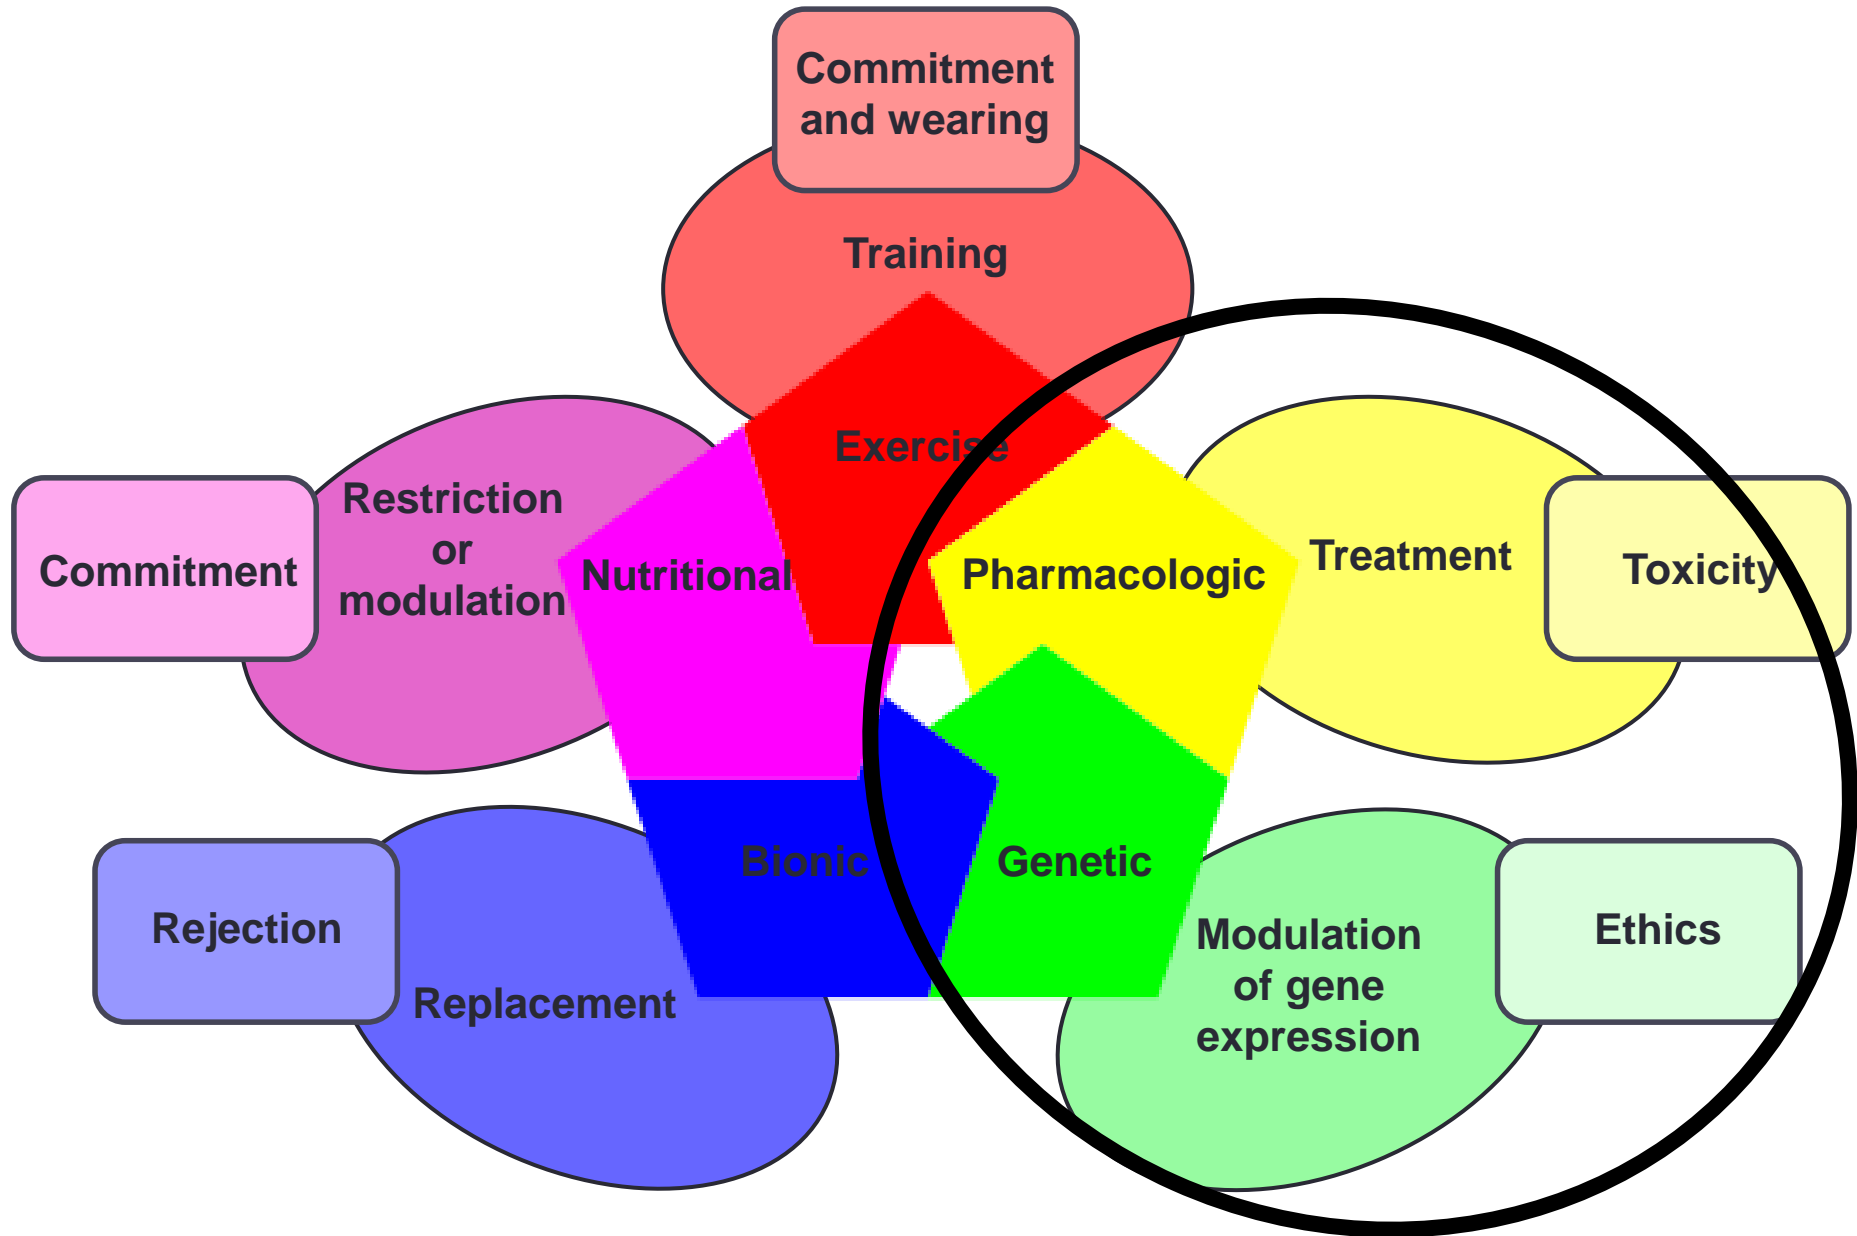 Commitment
and wearing
Training
Exercise
Restriction
or
modulation
Commitment
Nutritional
Pharmacologic
Treatment
Toxicity
Bionic
Genetic
Rejection
Replacement
Modulation
of gene
expression
Ethics